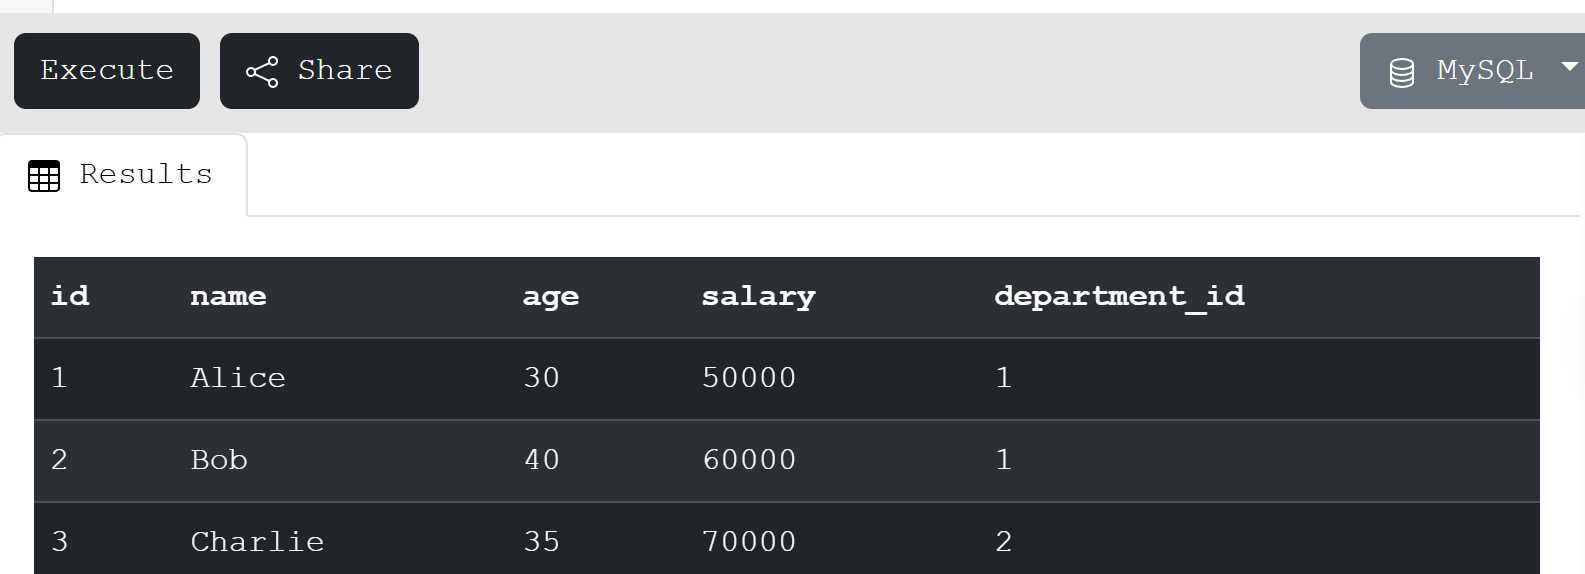 Execute Share MySQL
Results
id name age salary department_id
1 Alice 30 50000 1
2 Bob 40 60000 1
3 Charlie 35 70000 2